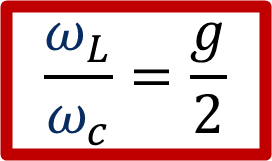 ω_L / ω_c = g / 2